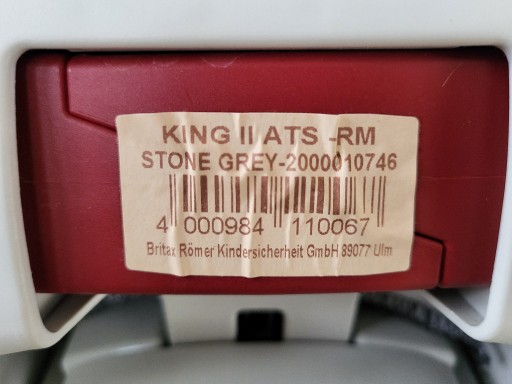 KING II ATS -RM
STONE GREY-2000010746
4 000984 110067
Britax Römer Kindersicherheit GmbH 89077 Ulm